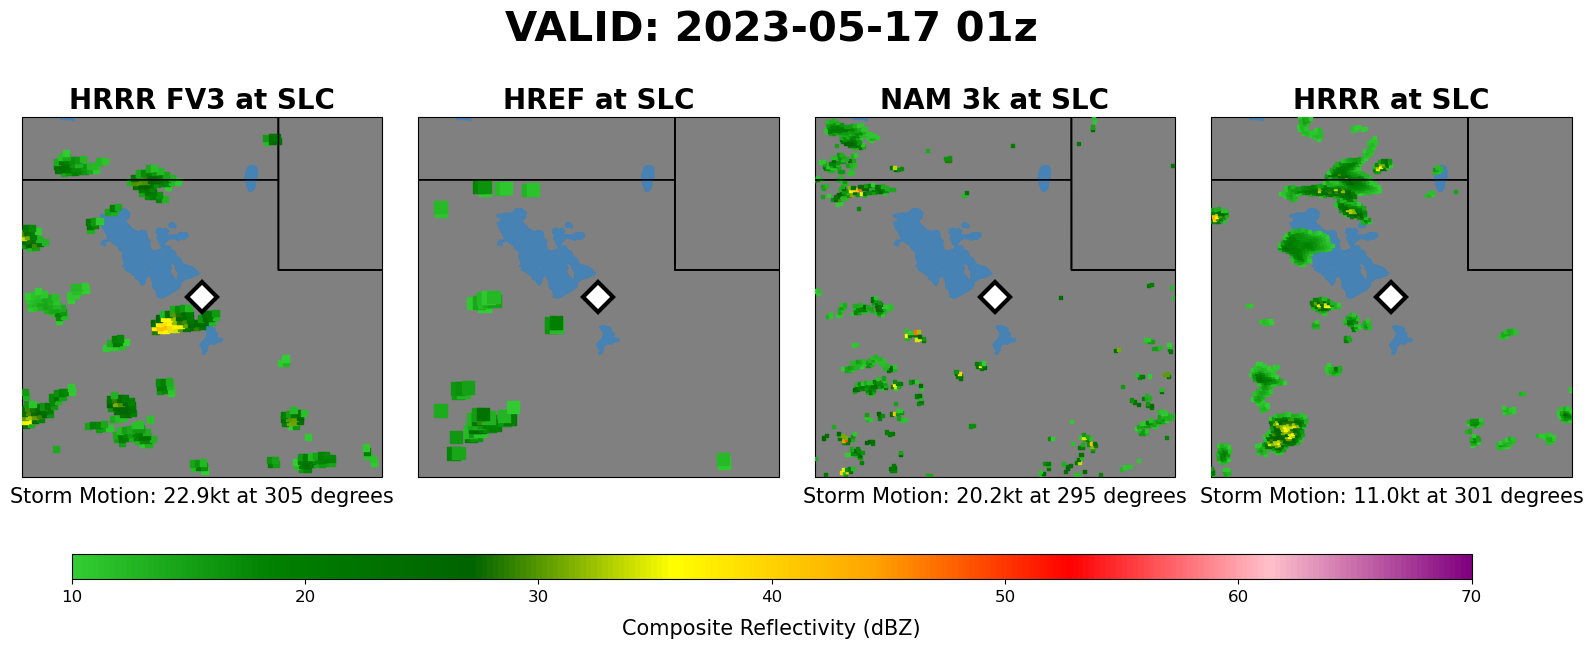 VALID: 2023-05-17 01z
HRRR FV3 at SLC
HREF at SLC
NAM 3k at SLC
HRRR at SLC
Storm Motion: 22.9kt at 305 degrees
Storm Motion: 20.2kt at 295 degrees
Storm Motion: 11.0kt at 301 degrees
10 20 30 40 50 60 70
Composite Reflectivity (dBZ)